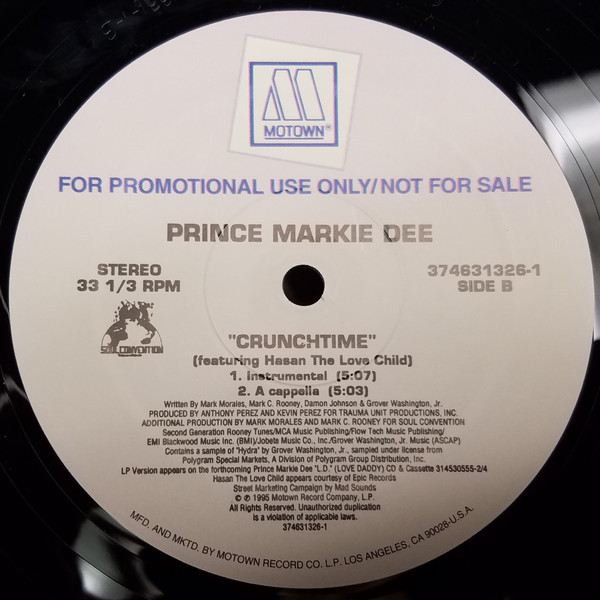 MOTOWN®
FOR PROMOTIONAL USE ONLY/NOT FOR SALE
PRINCE MARKIE DEE
STEREO
33 1/3 RPM
374631326-1
SIDE B
SOUL CONVENTION
"CRUNCHTIME"
(featuring Hasan The Love Child)
1. Instrumental (5:07)
2. A cappella (5:03)
Written By Mark Morales, Mark C. Rooney, Damon Johnson & Grover Washington, Jr.
PRODUCED BY ANTHONY PEREZ AND KEVIN PEREZ FOR TRAUMA UNIT PRODUCTIONS, INC.
ADDITIONAL PRODUCTION BY MARK MORALES AND MARK C. ROONEY FOR SOUL CONVENTION
Second Generation Rooney Tunes/MCA Music Publishing/Flow Tech Music Publishing/
EMI Blackwood Music Inc. (BMI)/Jobete Music Co., Inc./Grover Washington, Jr. Music (ASCAP)
Contains a sample of "Hydra" by Grover Washington, Jr., sampled under license from
Polygram Special Markets, A Division of Polygram Group Distribution, Inc.
LP Version appears on the forthcoming Prince Markie Dee "L.D." (LOVE DADDY) CD & Cassette 314530555-2/4
Hasan The Love Child appears courtesy of Epic Records
Street Marketing Campaign by Mad Sounds
© ℗ 1995 Motown Record Company, L.P.
All Rights Reserved. Unauthorized duplication
is a violation of applicable laws.
374631326-1
MFD. AND MKTD. BY MOTOWN RECORD CO. L.P. LOS ANGELES, CA 90028-U.S.A.